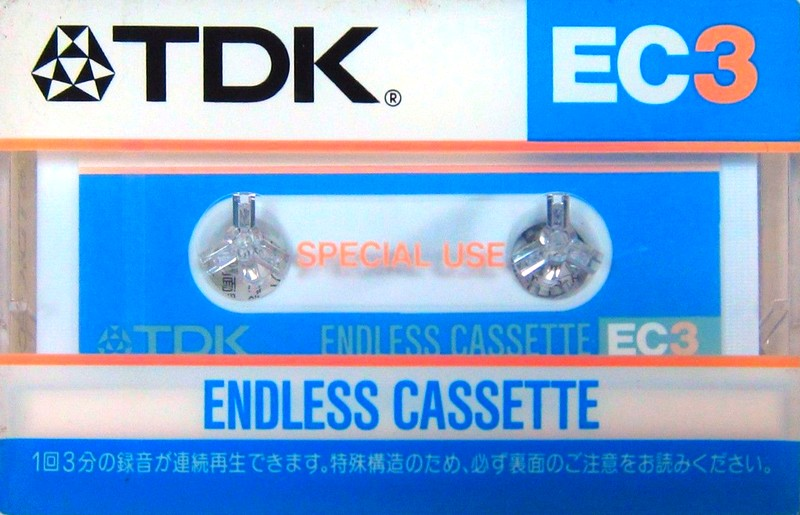 TDK® EC3
SPECIAL USE
TDK ENDLESS CASSETTE EC3
ENDLESS CASSETTE
1回3分の録音が連続再生できます。特殊構造のため、必ず裏面のご注意をお読みください。